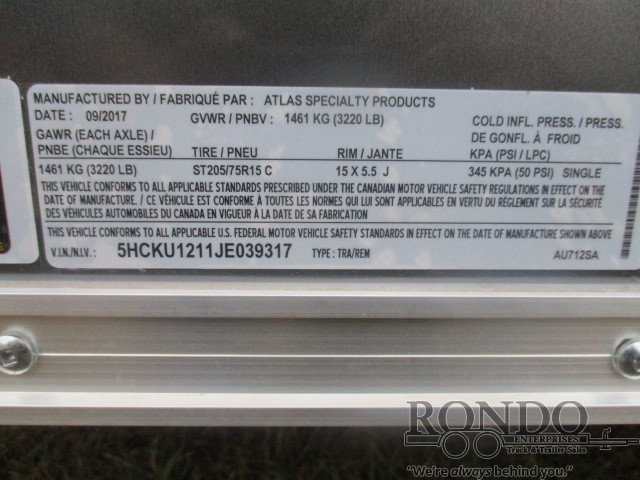 MANUFACTURED BY / FABRIQUÉ PAR : ATLAS SPECIALTY PRODUCTS
DATE : 09/2017 GVWR / PNBV : 1461 KG (3220 LB) COLD INFL. PRESS. / PRESS.
GAWR (EACH AXLE) / DE GONFL. À FROID
PNBE (CHAQUE ESSIEU) TIRE / PNEU RIM / JANTE KPA (PSI / LPC)
1461 KG (3220 LB) ST205/75R15 C 15 X 5.5 J 345 KPA (50 PSI) SINGLE
THIS VEHICLE CONFORMS TO ALL APPLICABLE STANDARDS PRESCRIBED UNDER THE CANADIAN MOTOR VEHICLE SAFETY REGULATIONS IN EFFECT
ON THE DATE OF MANUFACTURE / CE VÉHICULE EST CONFORME À TOUTES LES NORMES QUI LUI SONT APPLICABLES EN VERTU DU RÈGLEMENT SUR LA SÉCURITÉ
DES VÉHICULES AUTOMOBILES DU CANADA EN VIGUEUR À LA DATE DE SA FABRICATION
THIS VEHICLE CONFORMS TO ALL APPLICABLE U.S. FEDERAL MOTOR VEHICLE SAFETY STANDARDS IN EFFECT ON THE DATE OF MANUFACTURE SHOWN ABOVE.
V.I.N./N.I.V.: 5HCKU1211JE039317 TYPE : TRA/REM AU712SA
RONDO
ENTERPRISES
Truck & Trailer Sales
"We're always behind you."